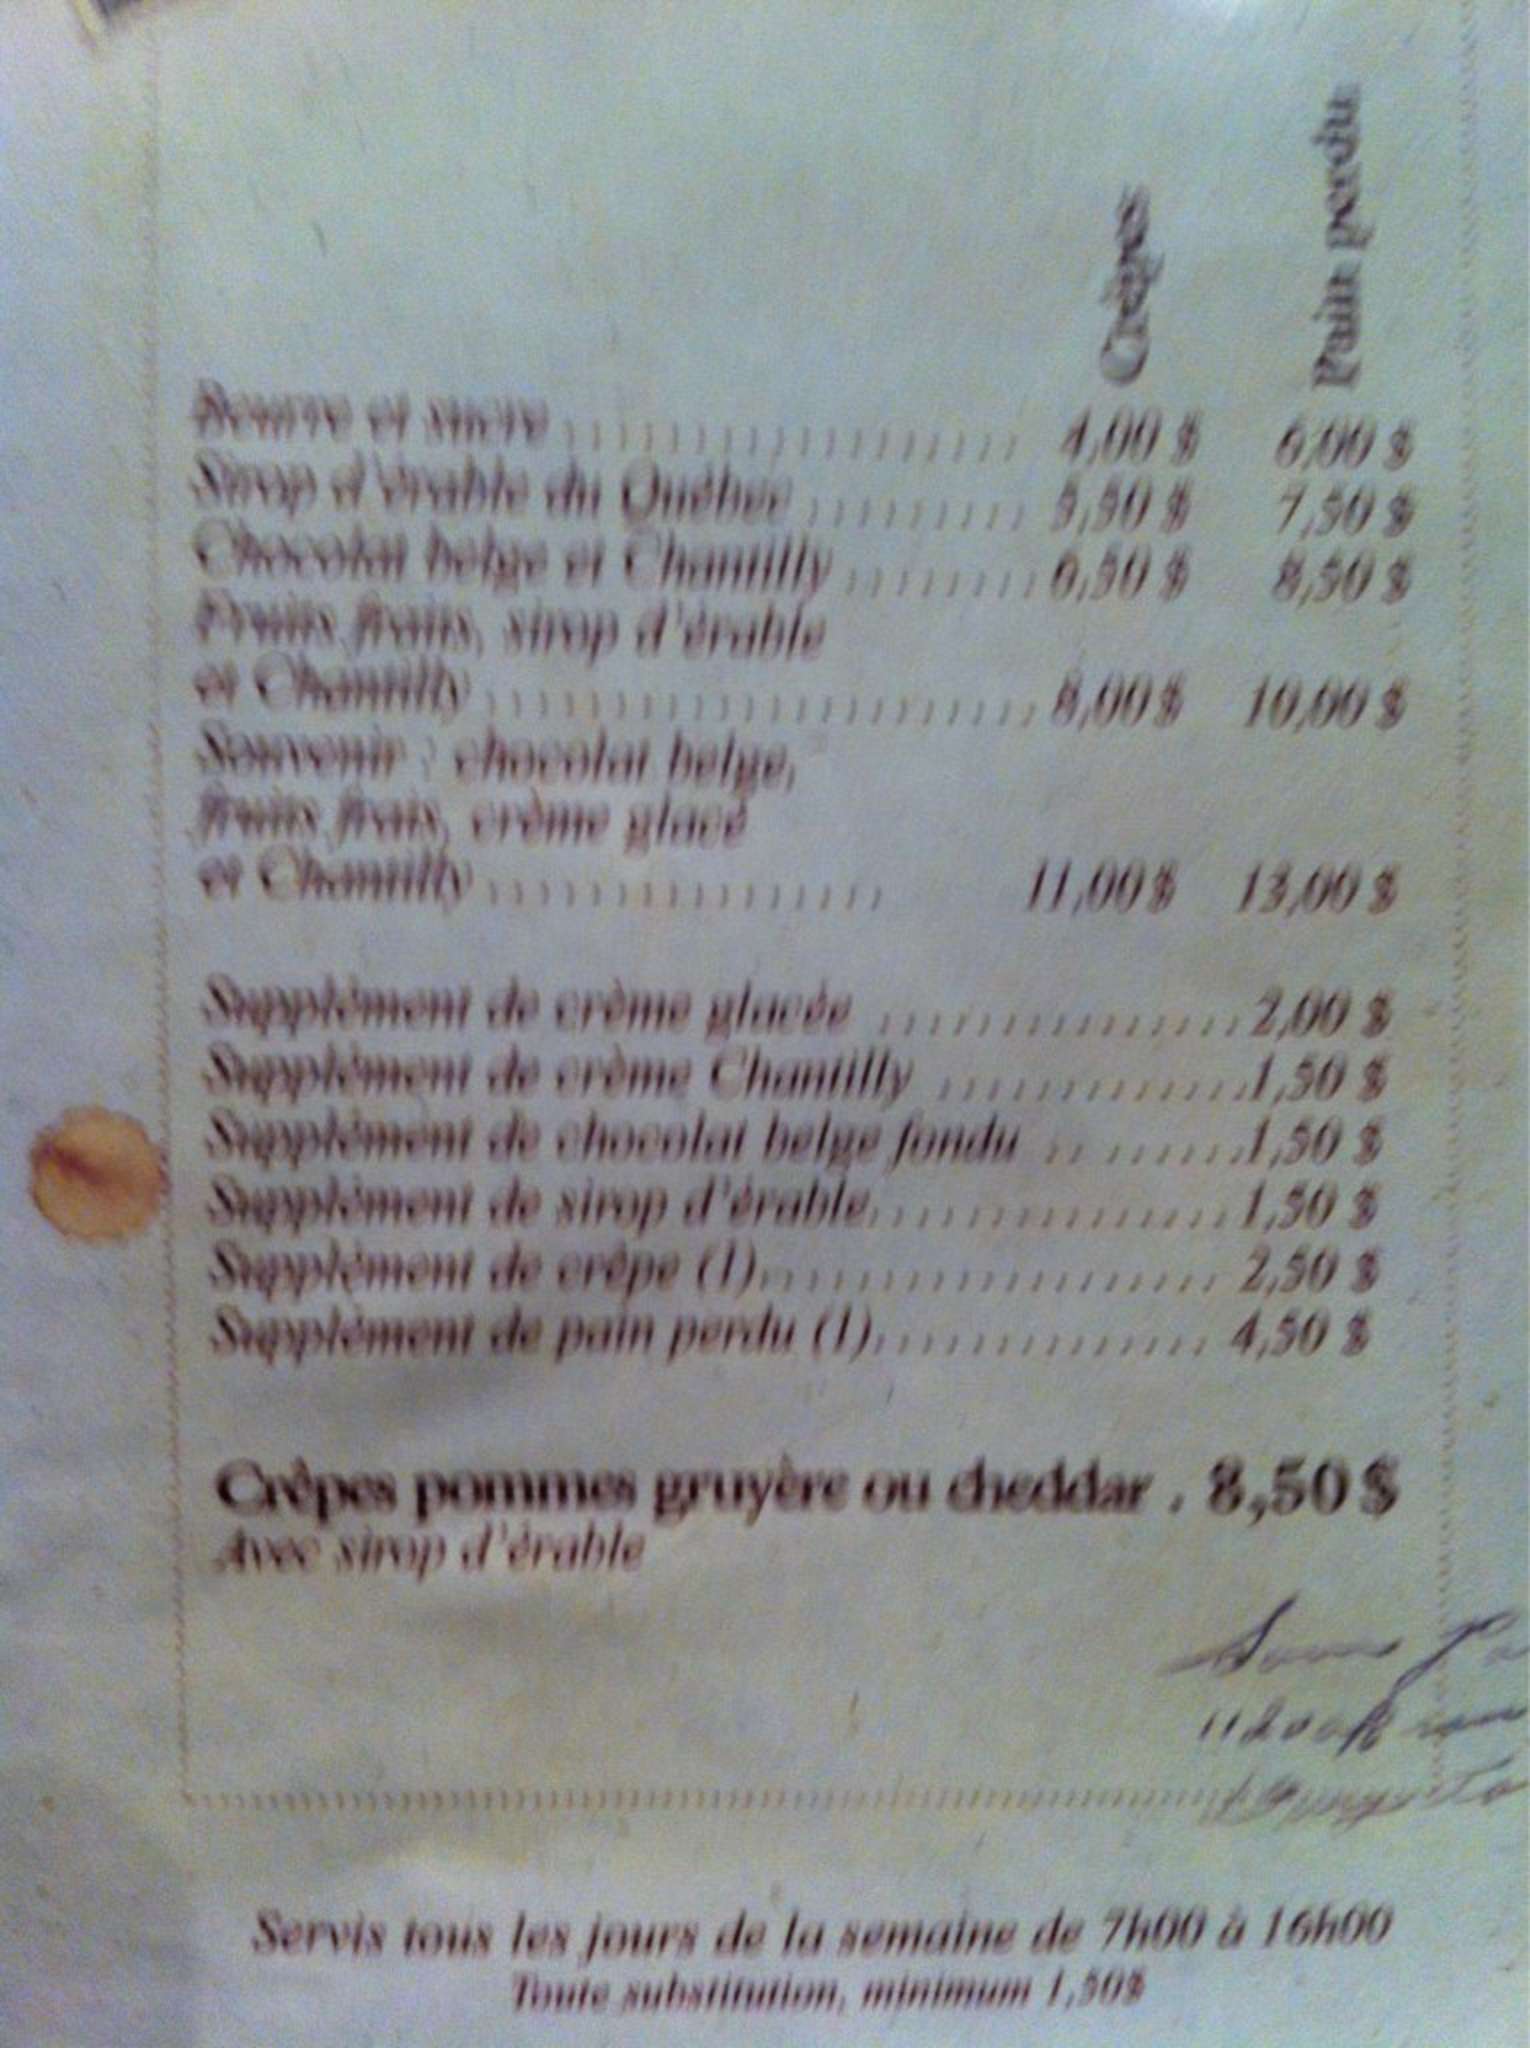 Crêpes Pain perdu
Beurre et sucre .................. 4,00 $ 6,00 $
Sirop d'érable du Québec ......... 5,50 $ 7,50 $
Chocolat belge et Chantilly ........ 6,50 $ 8,50 $
Fruits frais, sirop d'érable
et Chantilly ...................... 8,00 $ 10,00 $
Souvenir : chocolat belge,
fruits frais, crème glacé
et Chantilly ................ 11,00 $ 13,00 $
Supplément de crème glacée ............... 2,00 $
Supplément de crème Chantilly ............. 1,50 $
Supplément de chocolat belge fondu ......... 1,50 $
Supplément de sirop d'érable............... 1,50 $
Supplément de crêpe (1)................... 2,50 $
Supplément de pain perdu (1).............. 4,50 $
Crêpes pommes gruyère ou cheddar . 8,50 $
Avec sirop d'érable
Servis tous les jours de la semaine de 7h00 à 16h00
Toute substitution, minimum 1,50$